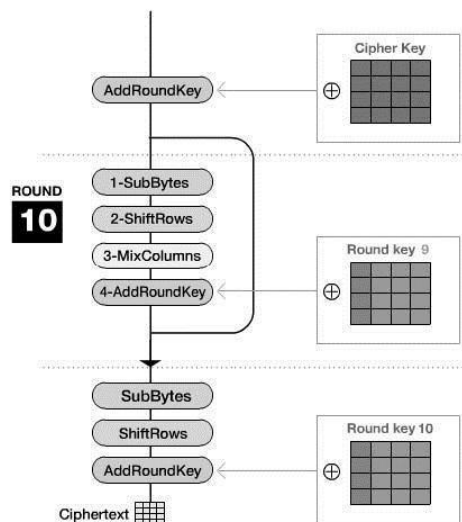 Cipher Key
AddRoundKey
ROUND
10
1-SubBytes
2-ShiftRows
3-MixColumns
4-AddRoundKey
Round key 9
SubBytes
ShiftRows
AddRoundKey
Round key 10
Ciphertext